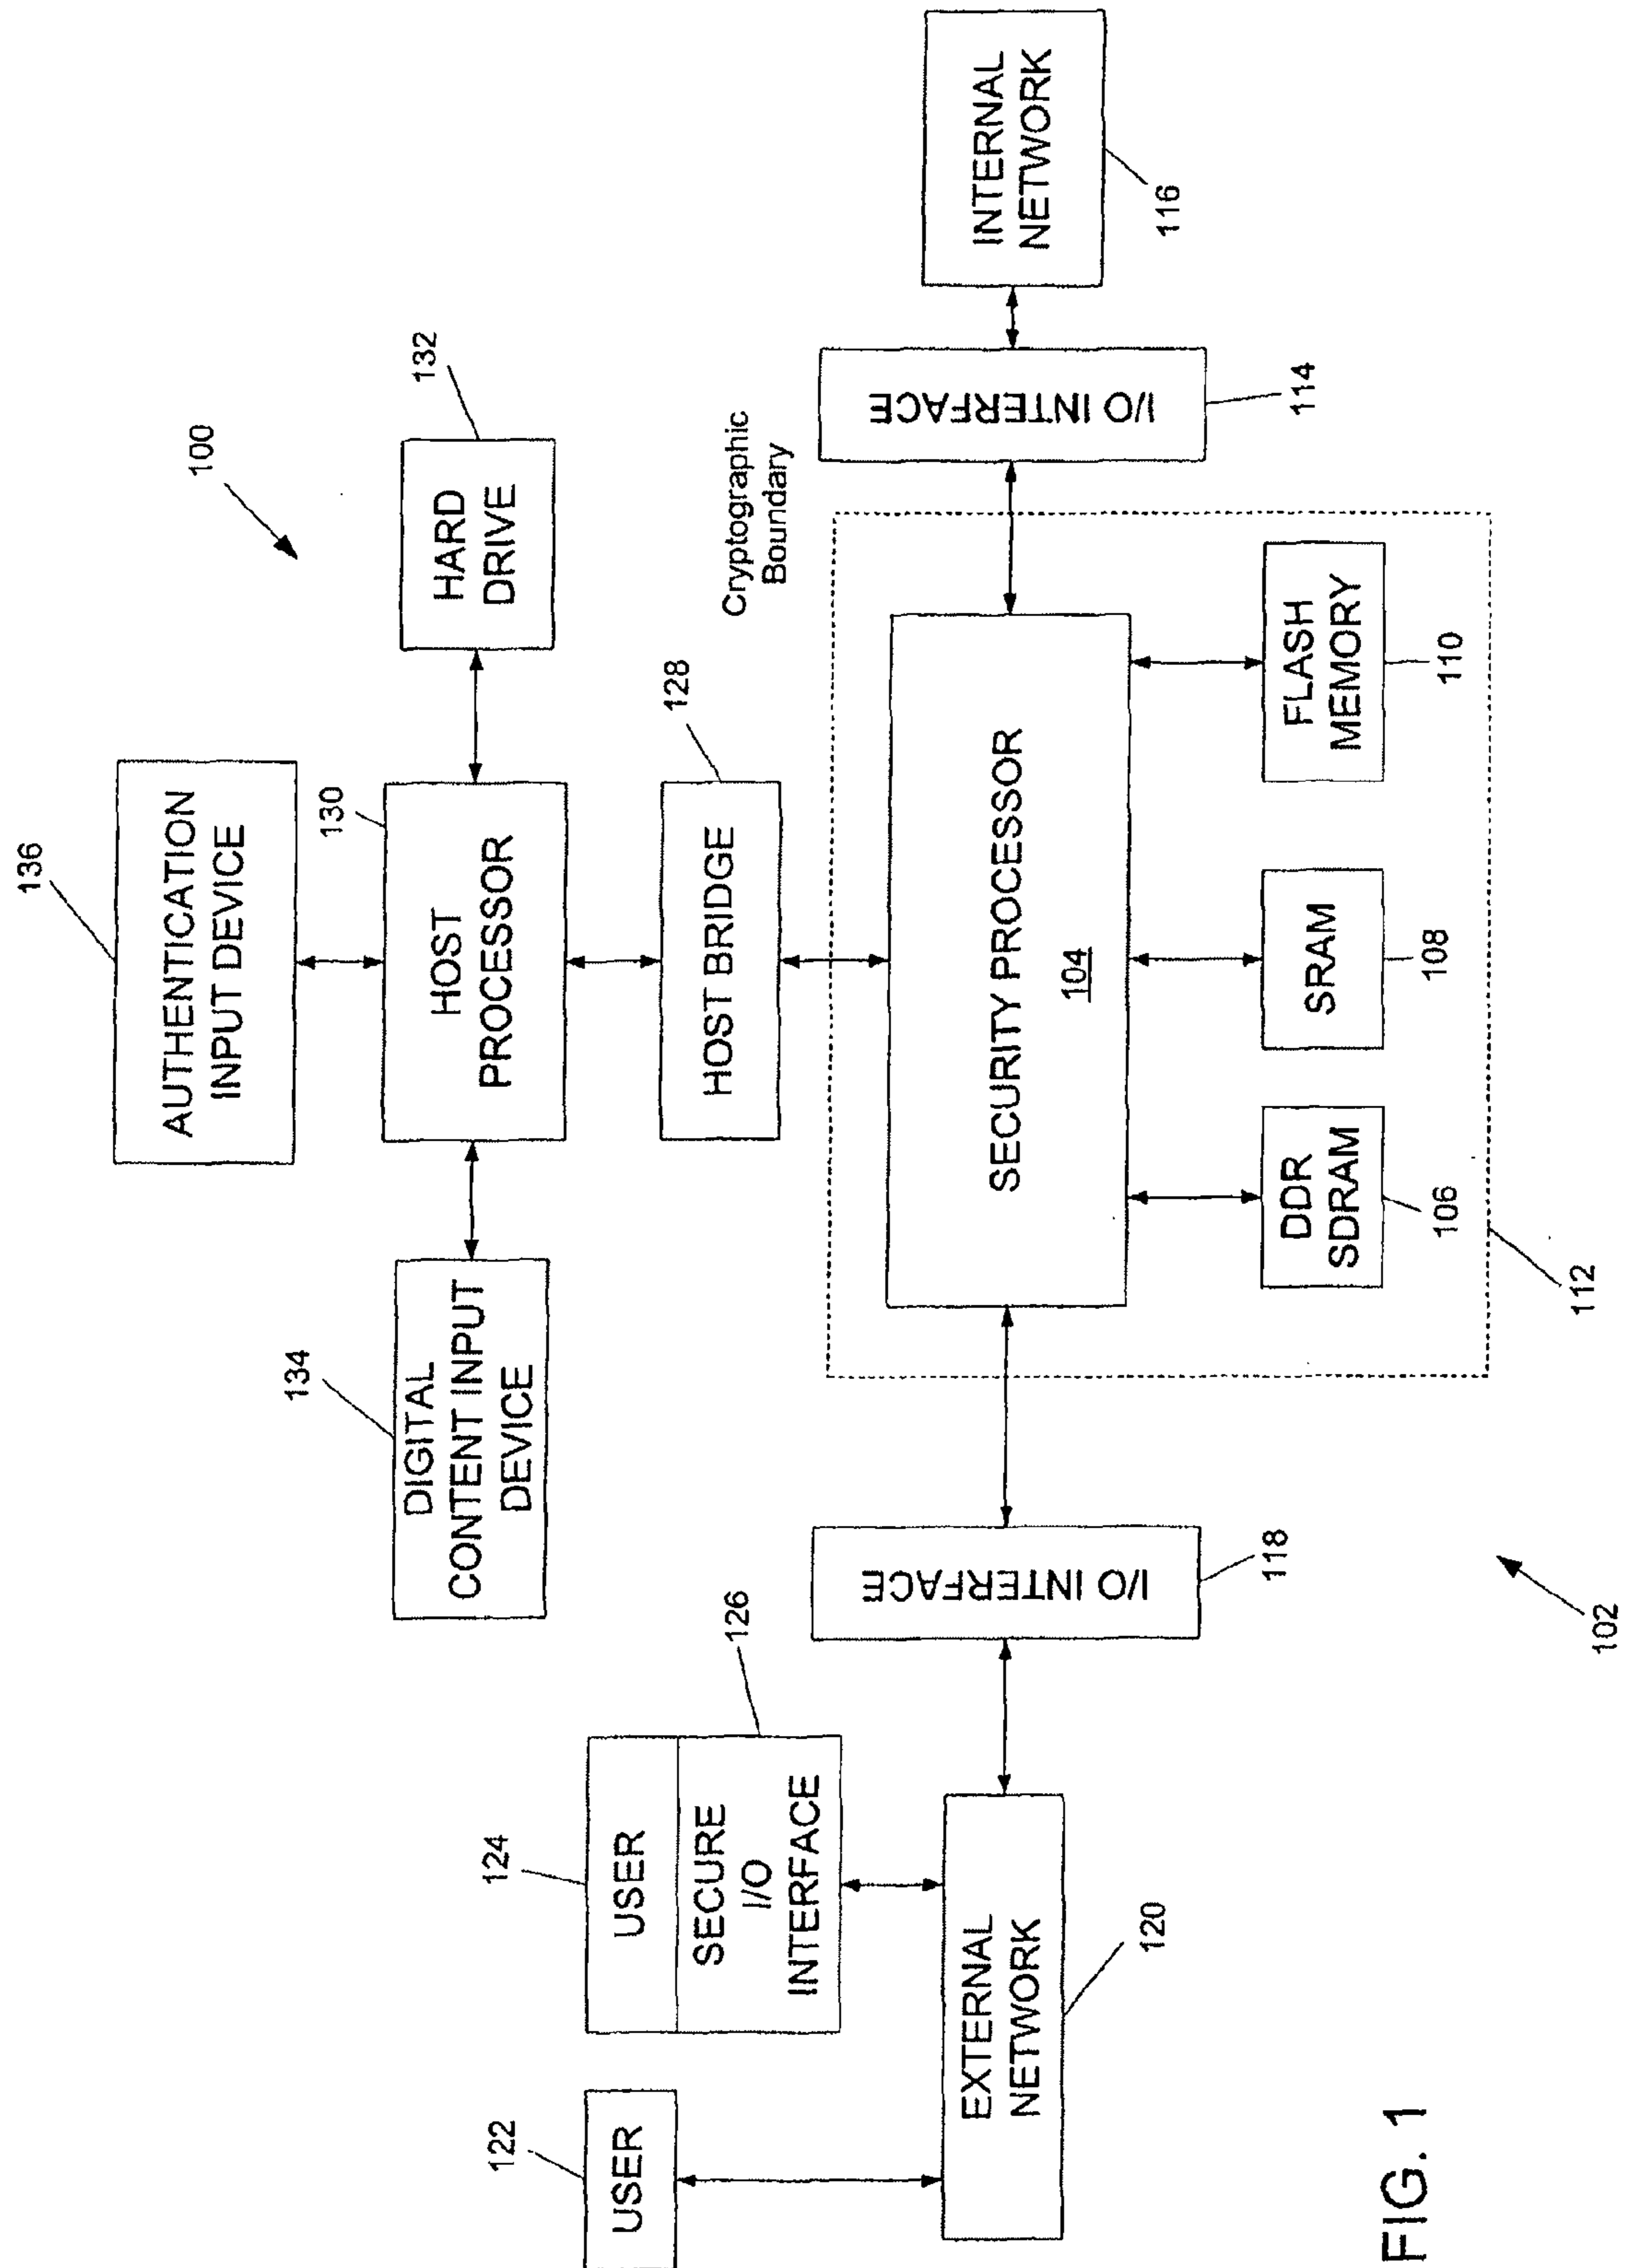 136
AUTHENTICATION
INPUT DEVICE
100
132
HARD
DRIVE
130
HOST
PROCESSOR
134
DIGITAL
CONTENT INPUT
DEVICE
128
HOST BRIDGE
Cryptographic
Boundary
122
USER
124
USER
126
SECURE
I/O
INTERFACE
EXTERNAL
NETWORK
120
I/O INTERFACE
118
SECURITY PROCESSOR
104
I/O INTERFACE
114
INTERNAL
NETWORK
116
DDR
SDRAM
106
SRAM
108
FLASH
MEMORY
110
112
102
FIG. 1